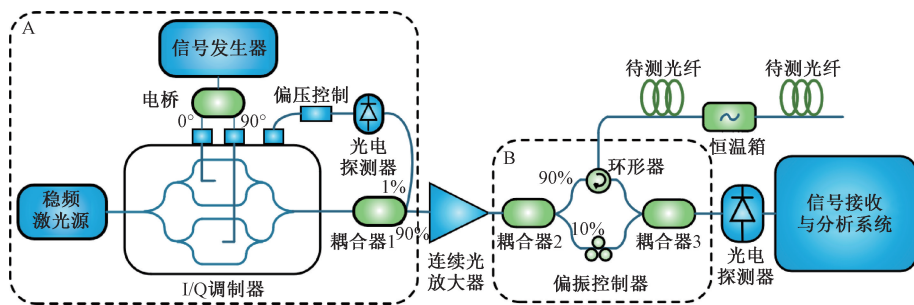 A
信号发生器
电桥
偏压控制
0°
90°
光电
探测器
稳频
激光源
1%
耦合器1
90%
I/Q调制器
连续光
放大器
B
90%
环形器
10%
耦合器2
耦合器3
偏振控制器
待测光纤
待测光纤
恒温箱
光电
探测器
信号接收
与分析系统